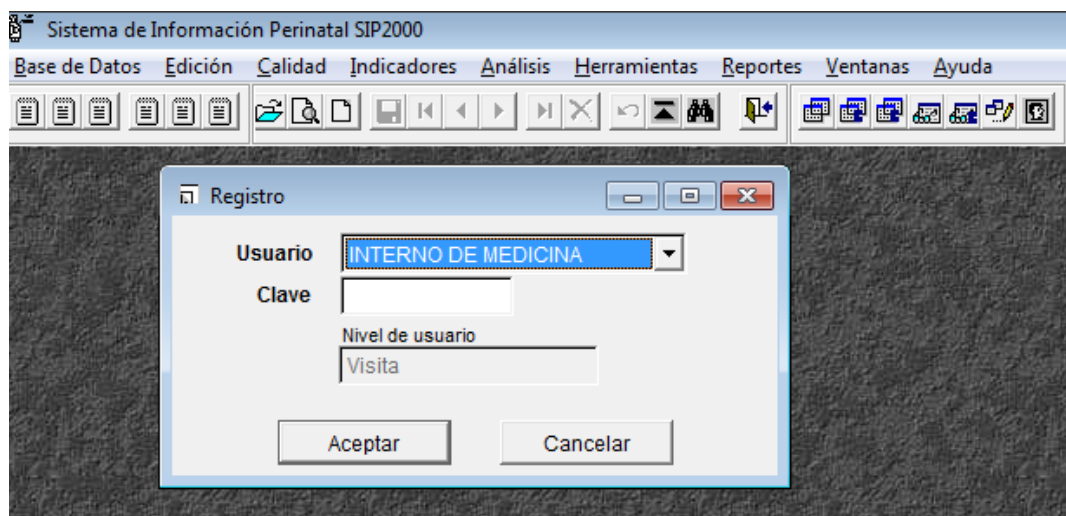 Sistema de Información Perinatal SIP2000
Base de Datos Edición Calidad Indicadores Análisis Herramientas Reportes Ventanas Ayuda
Registro
Usuario INTERNO DE MEDICINA
Clave
Nivel de usuario
Visita
Aceptar Cancelar